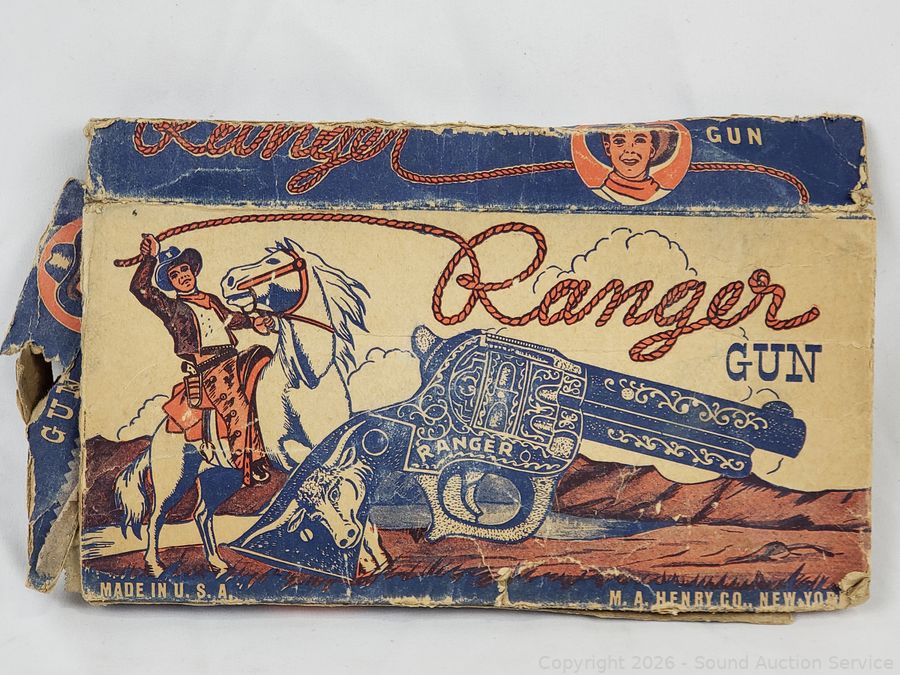 Ranger GUN
GUN
Ranger
GUN
RANGER
MADE IN U. S. A.
M. A. HENRY CO., NEW YORK
Copyright 2026 - Sound Auction Service